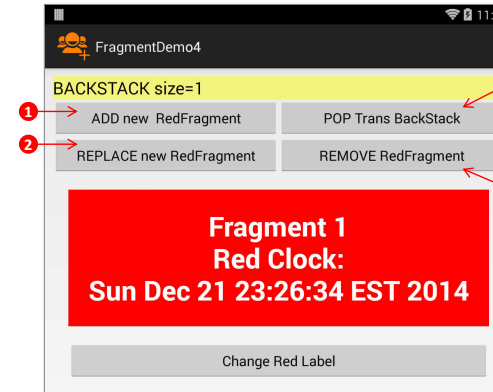 11:
FragmentDemo4
BACKSTACK size=1
1
ADD new RedFragment
POP Trans BackStack
2
REPLACE new RedFragment
REMOVE RedFragment
Fragment 1
Red Clock:
Sun Dec 21 23:26:34 EST 2014
Change Red Label